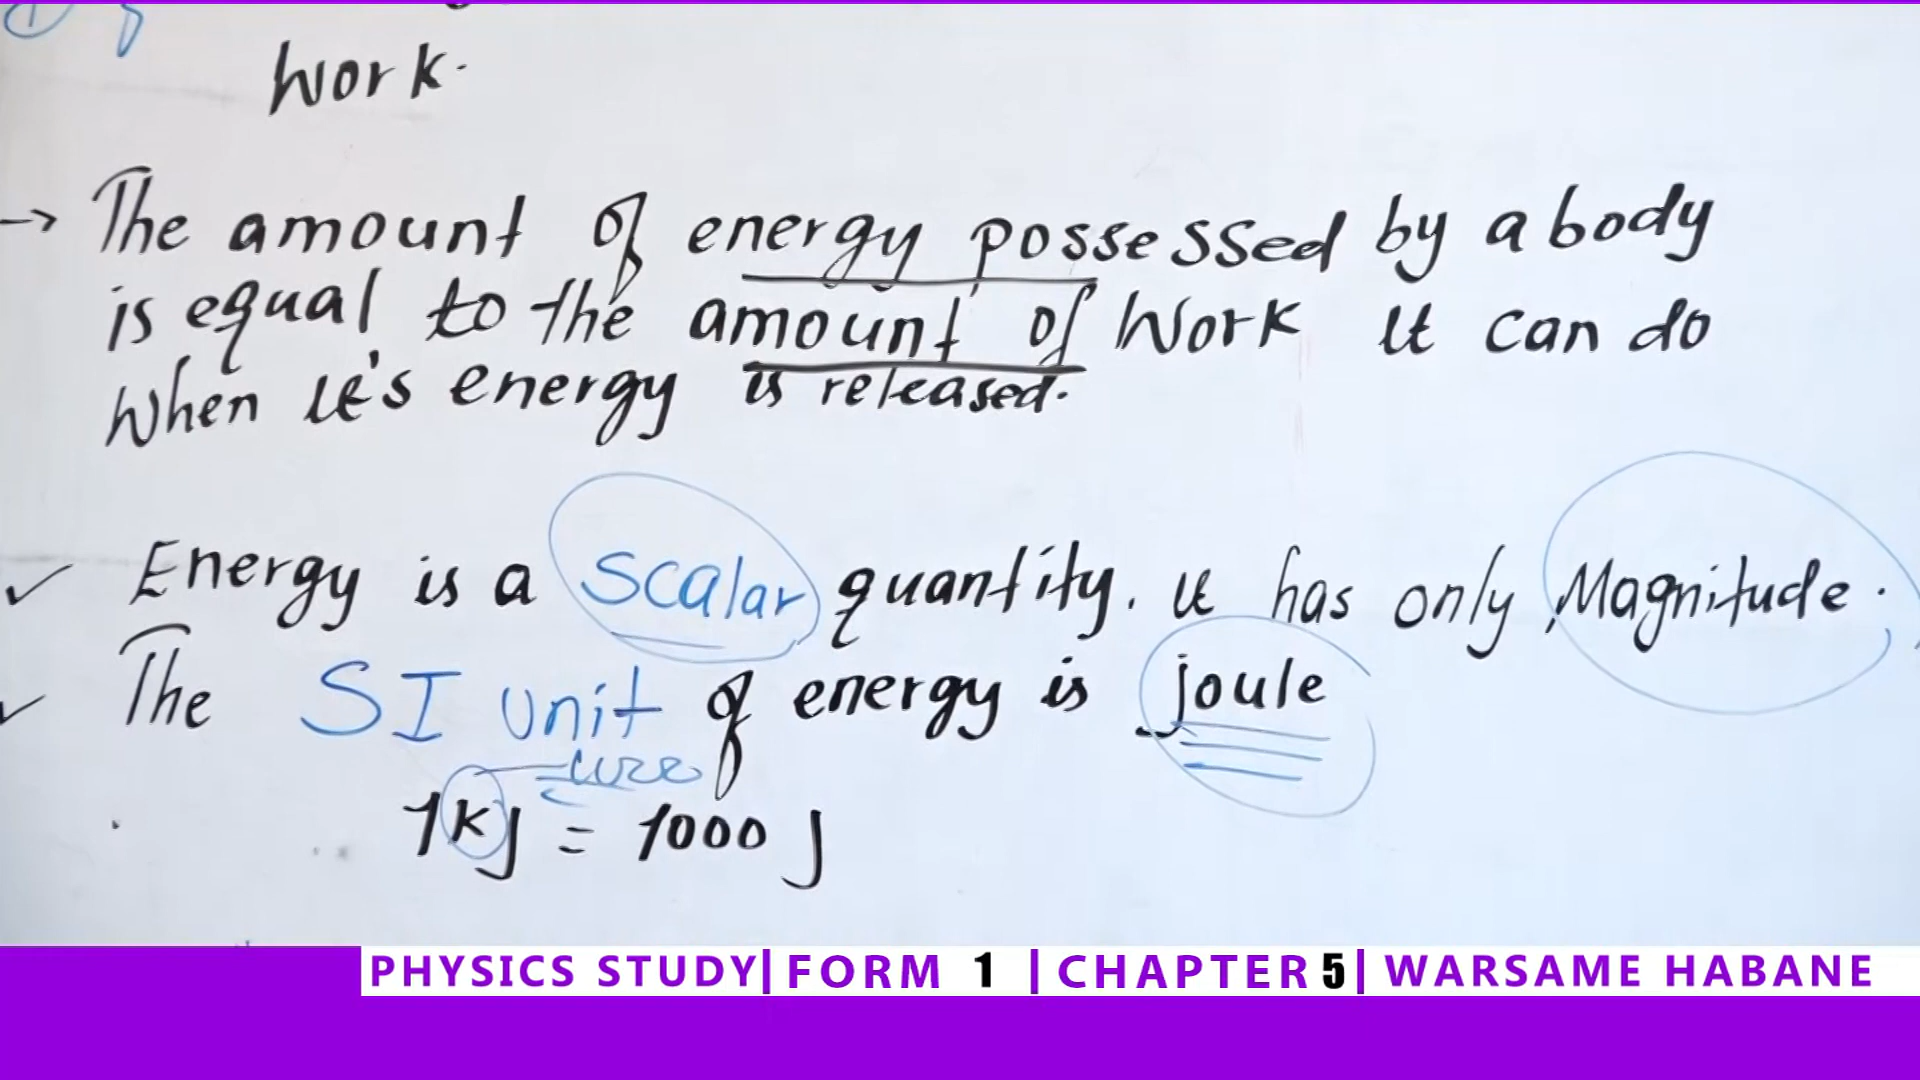 Work.
→ The amount of energy possessed by a body
is equal to the amount of Work it can do
When it's energy is released.
✓ Energy is a Scalar quantity. it has only Magnitude.
✓ The SI Unit of energy is joule
1kj = 1000 J
PHYSICS STUDY| FORM 1 | CHAPTER 5 | WARSAME HABANE